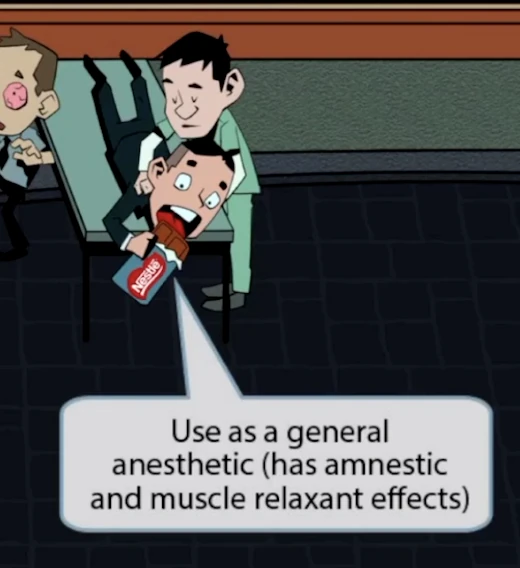 Nestlé
Use as a general
anesthetic (has amnestic
and muscle relaxant effects)